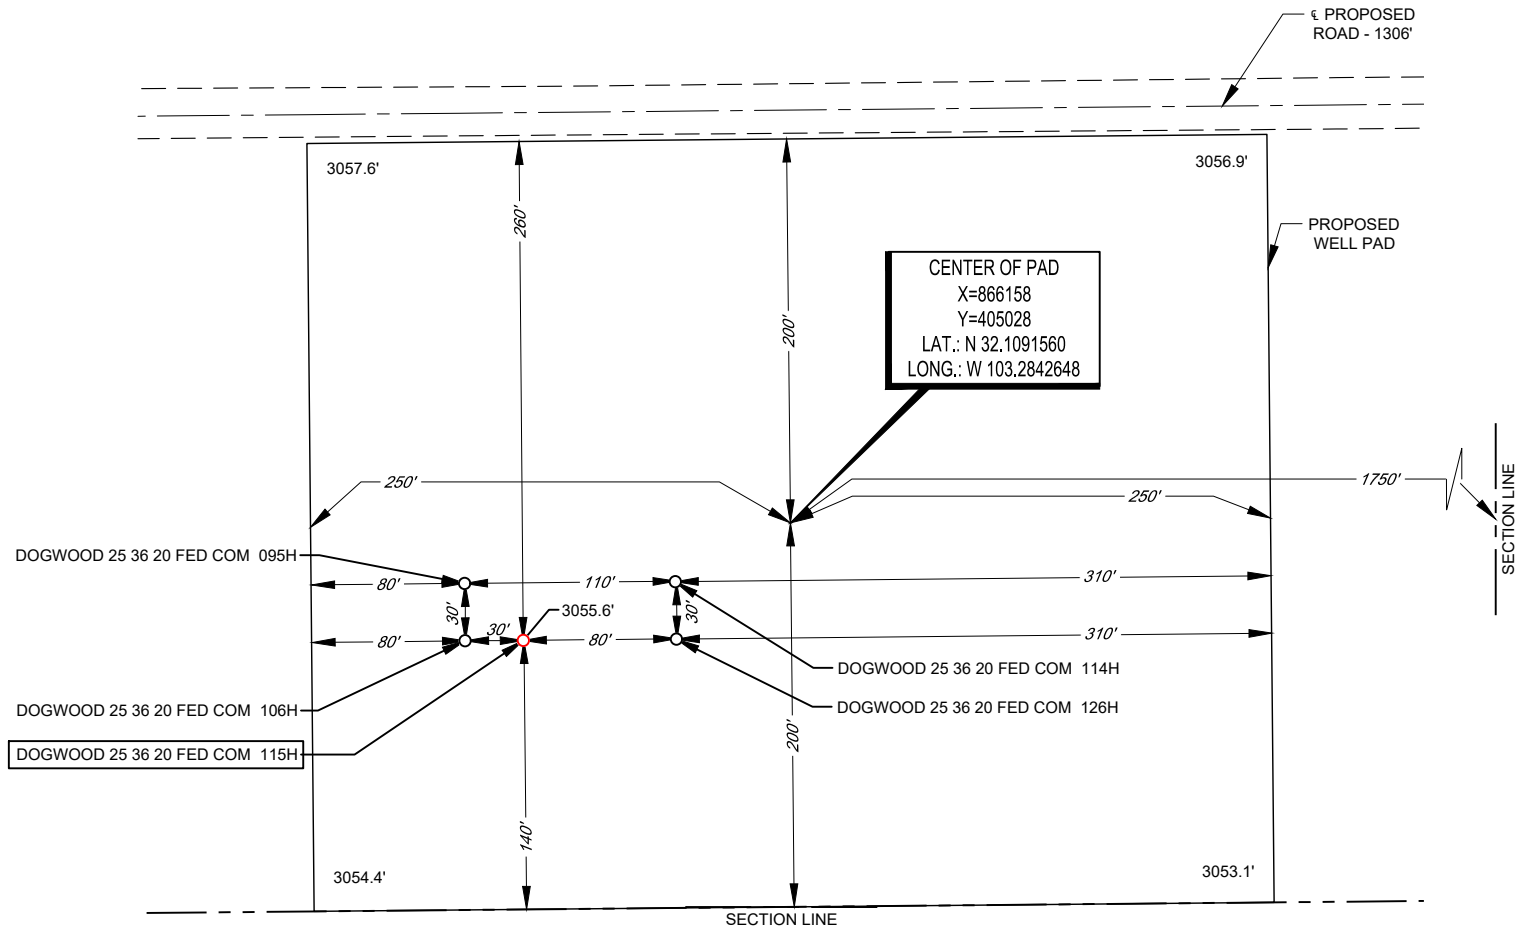 ℄ PROPOSED
ROAD - 1306'
3057.6'
3056.9'
260'
200'
PROPOSED
WELL PAD
CENTER OF PAD
X=866158
Y=405028
LAT.: N 32.1091560
LONG.: W 103.2842648
250'
1750'
250'
SECTION LINE
DOGWOOD 25 36 20 FED COM 095H
80'
110'
310'
30'
30'
3055.6'
80'
30'
80'
310'
DOGWOOD 25 36 20 FED COM 114H
DOGWOOD 25 36 20 FED COM 106H
DOGWOOD 25 36 20 FED COM 126H
DOGWOOD 25 36 20 FED COM 115H
200'
140'
3054.4'
3053.1'
SECTION LINE